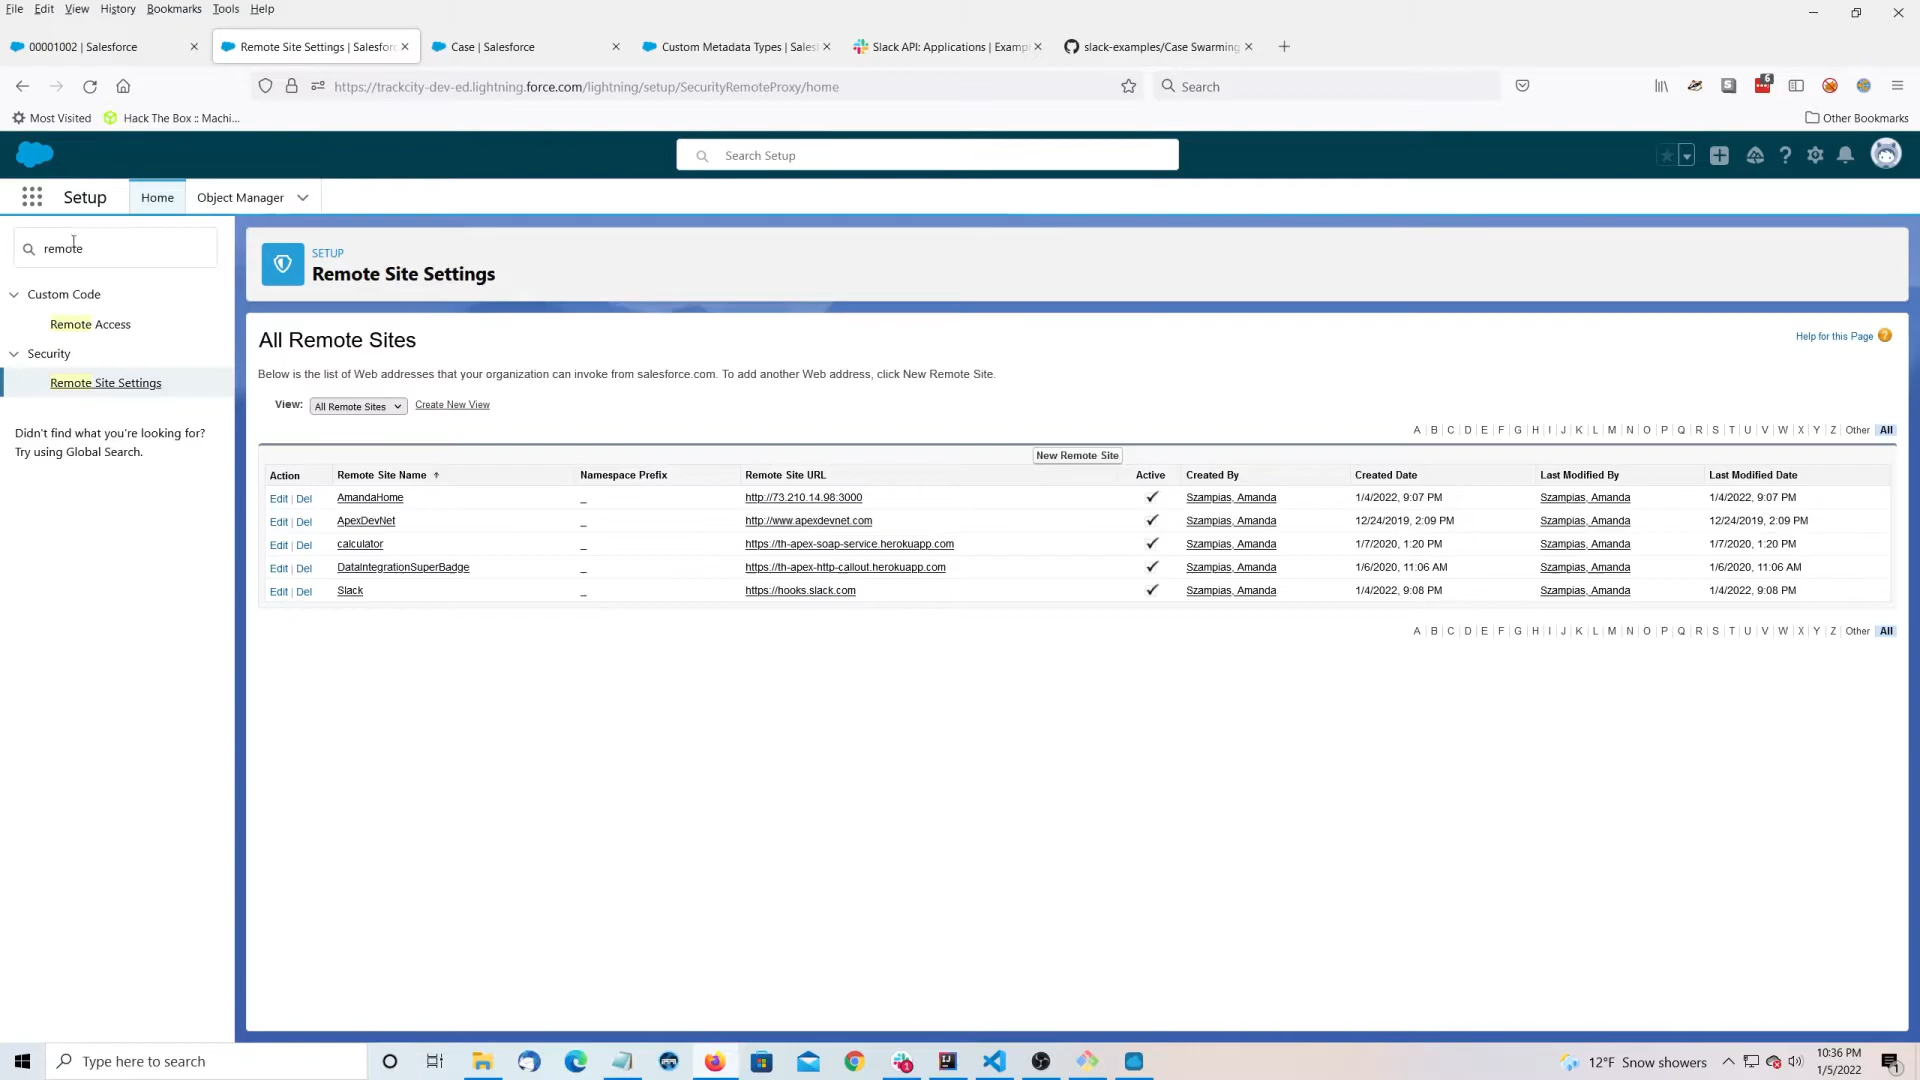 File Edit View History Bookmarks Tools Help
00001002 | Salesforce
Remote Site Settings | Salesforc
Case | Salesforce
Custom Metadata Types | Sales
Slack API: Applications | Examp
slack-examples/Case Swarming
https://trackcity-dev-ed.lightning.force.com/lightning/setup/SecurityRemoteProxy/home
Search
6
Most Visited
Hack The Box :: Machi...
Other Bookmarks
Search Setup
Setup
Home
Object Manager
remote
Custom Code
Remote Access
Security
Remote Site Settings
Didn't find what you're looking for?
Try using Global Search.
SETUP
Remote Site Settings
All Remote Sites
Help for this Page
Below is the list of Web addresses that your organization can invoke from salesforce.com. To add another Web address, click New Remote Site.
View: All Remote Sites Create New View
A | B | C | D | E | F | G | H | I | J | K | L | M | N | O | P | Q | R | S | T | U | V | W | X | Y | Z | Other All
New Remote Site
Action Remote Site Name Namespace Prefix Remote Site URL Active Created By Created Date Last Modified By Last Modified Date
Edit | Del AmandaHome _ http://73.210.14.98:3000 ✓ Szampias, Amanda 1/4/2022, 9:07 PM Szampias, Amanda 1/4/2022, 9:07 PM
Edit | Del ApexDevNet _ http://www.apexdevnet.com ✓ Szampias, Amanda 12/24/2019, 2:09 PM Szampias, Amanda 12/24/2019, 2:09 PM
Edit | Del calculator _ https://th-apex-soap-service.herokuapp.com ✓ Szampias, Amanda 1/7/2020, 1:20 PM Szampias, Amanda 1/7/2020, 1:20 PM
Edit | Del DataIntegrationSuperBadge _ https://th-apex-http-callout.herokuapp.com ✓ Szampias, Amanda 1/6/2020, 11:06 AM Szampias, Amanda 1/6/2020, 11:06 AM
Edit | Del Slack _ https://hooks.slack.com ✓ Szampias, Amanda 1/4/2022, 9:08 PM Szampias, Amanda 1/4/2022, 9:08 PM
A | B | C | D | E | F | G | H | I | J | K | L | M | N | O | P | Q | R | S | T | U | V | W | X | Y | Z | Other All
Type here to search
1
12°F Snow showers
10:36 PM
1/5/2022
1